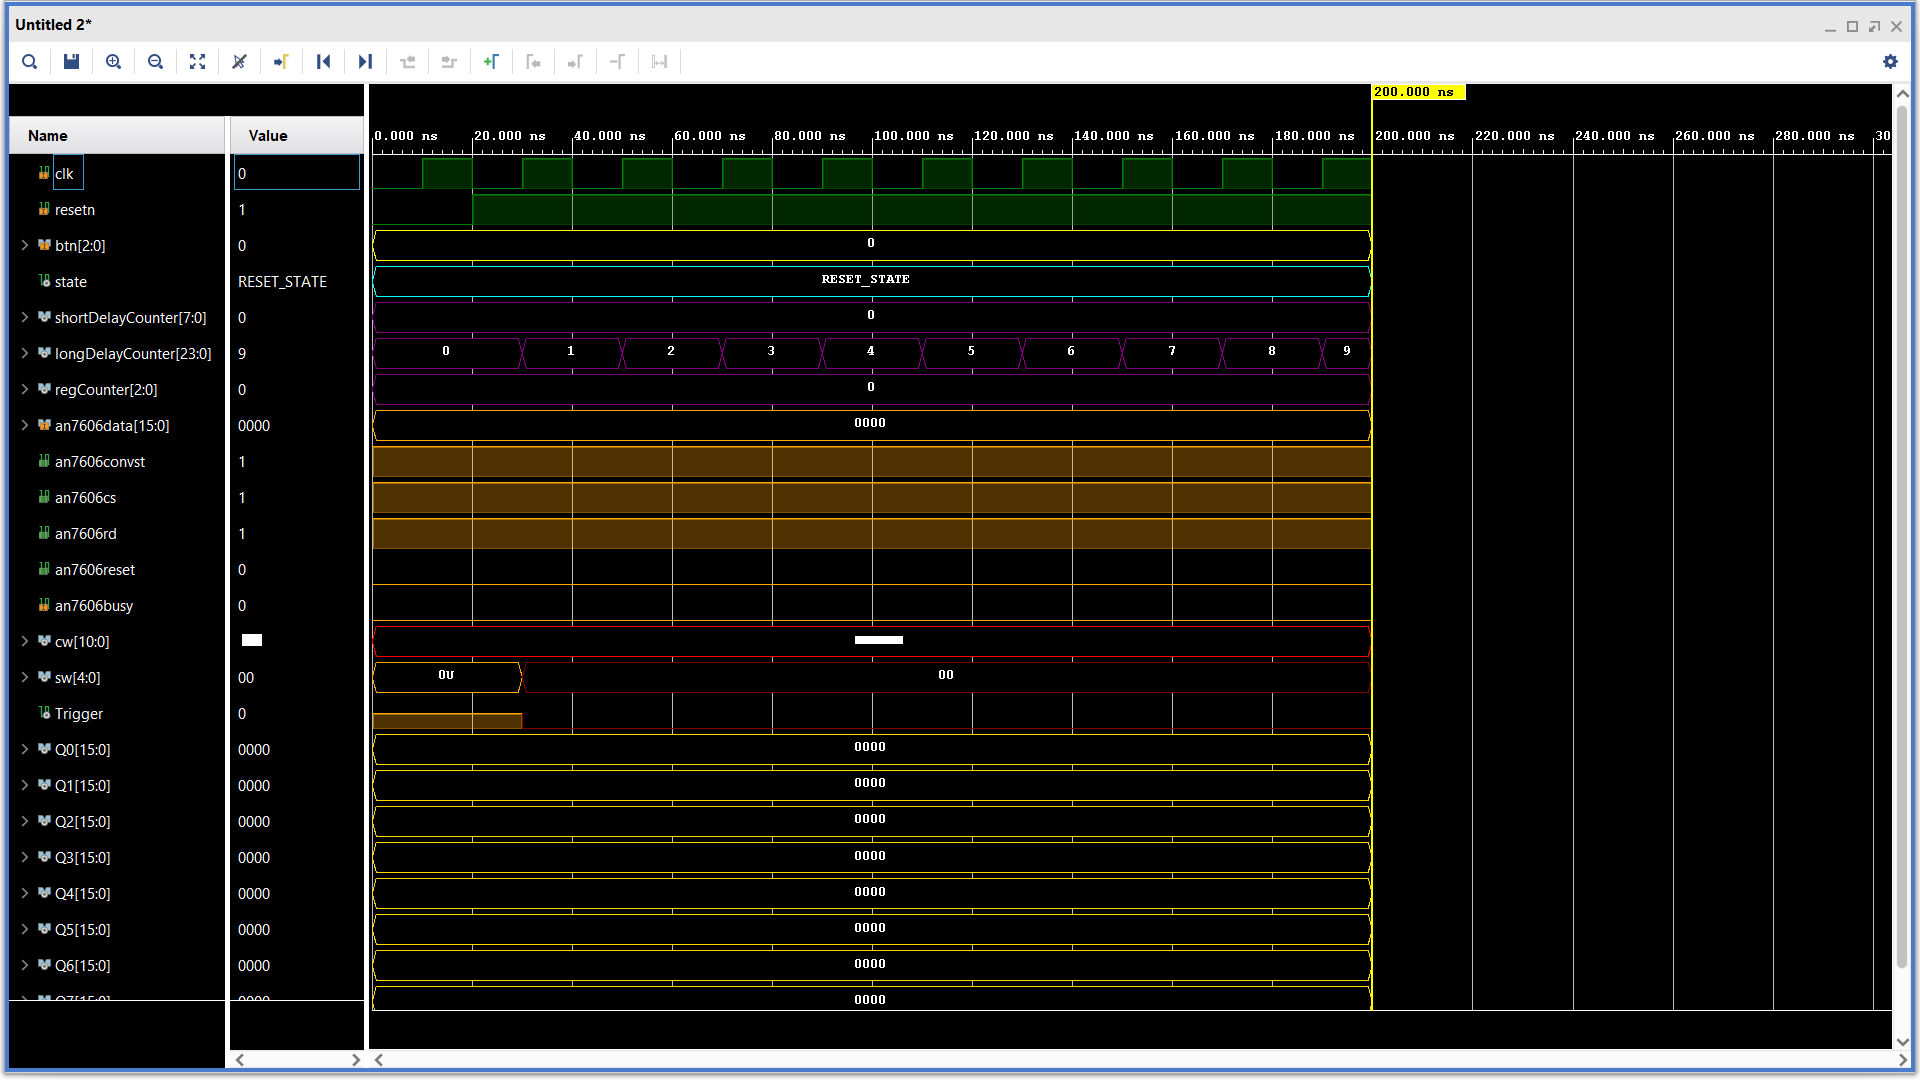 Untitled 2*
200.000 ns
Name Value 0.000 ns 20.000 ns 40.000 ns 60.000 ns 80.000 ns 100.000 ns 120.000 ns 140.000 ns 160.000 ns 180.000 ns 200.000 ns 220.000 ns 240.000 ns 260.000 ns 280.000 ns 30
clk 0
resetn 1
btn[2:0] 0 0
state RESET_STATE RESET_STATE
shortDelayCounter[7:0] 0 0
longDelayCounter[23:0] 9 0 1 2 3 4 5 6 7 8 9
regCounter[2:0] 0 0
an7606data[15:0] 0000 0000
an7606convst 1
an7606cs 1
an7606rd 1
an7606reset 0
an7606busy 0
cw[10:0]
sw[4:0] 00 0U 00
Trigger 0
Q0[15:0] 0000 0000
Q1[15:0] 0000 0000
Q2[15:0] 0000 0000
Q3[15:0] 0000 0000
Q4[15:0] 0000 0000
Q5[15:0] 0000 0000
Q6[15:0] 0000 0000
Q7[15:0] 0000 0000